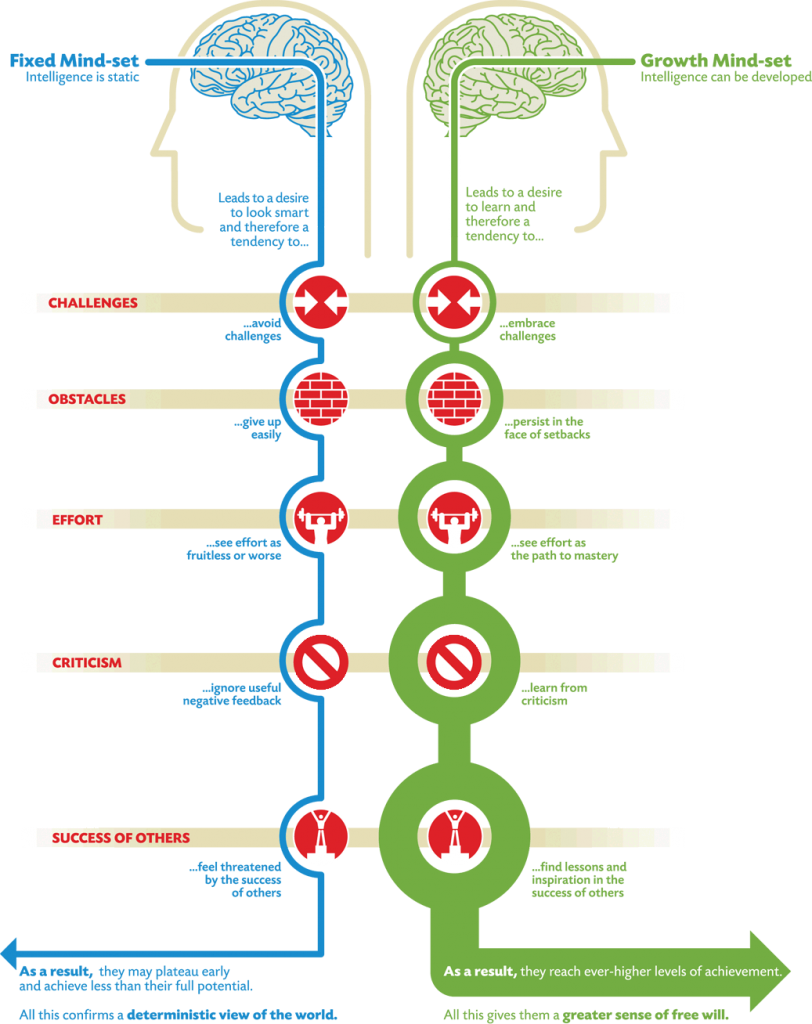 Fixed Mind-set
Intelligence is static
Growth Mind-set
Intelligence can be developed
Leads to a desire
to look smart
and therefore a
tendency to...
Leads to a desire
to learn and
therefore a
tendency to...
CHALLENGES
...avoid
challenges
...embrace
challenges
OBSTACLES
...give up
easily
...persist in the
face of setbacks
EFFORT
...see effort as
fruitless or worse
...see effort as
the path to mastery
CRITICISM
...ignore useful
negative feedback
...learn from
criticism
SUCCESS OF OTHERS
...feel threatened
by the success
of others
...find lessons and
inspiration in the
success of others
As a result, they may plateau early
and achieve less than their full potential.
All this confirms a deterministic view of the world.
As a result, they reach ever-higher levels of achievement.
All this gives them a greater sense of free will.